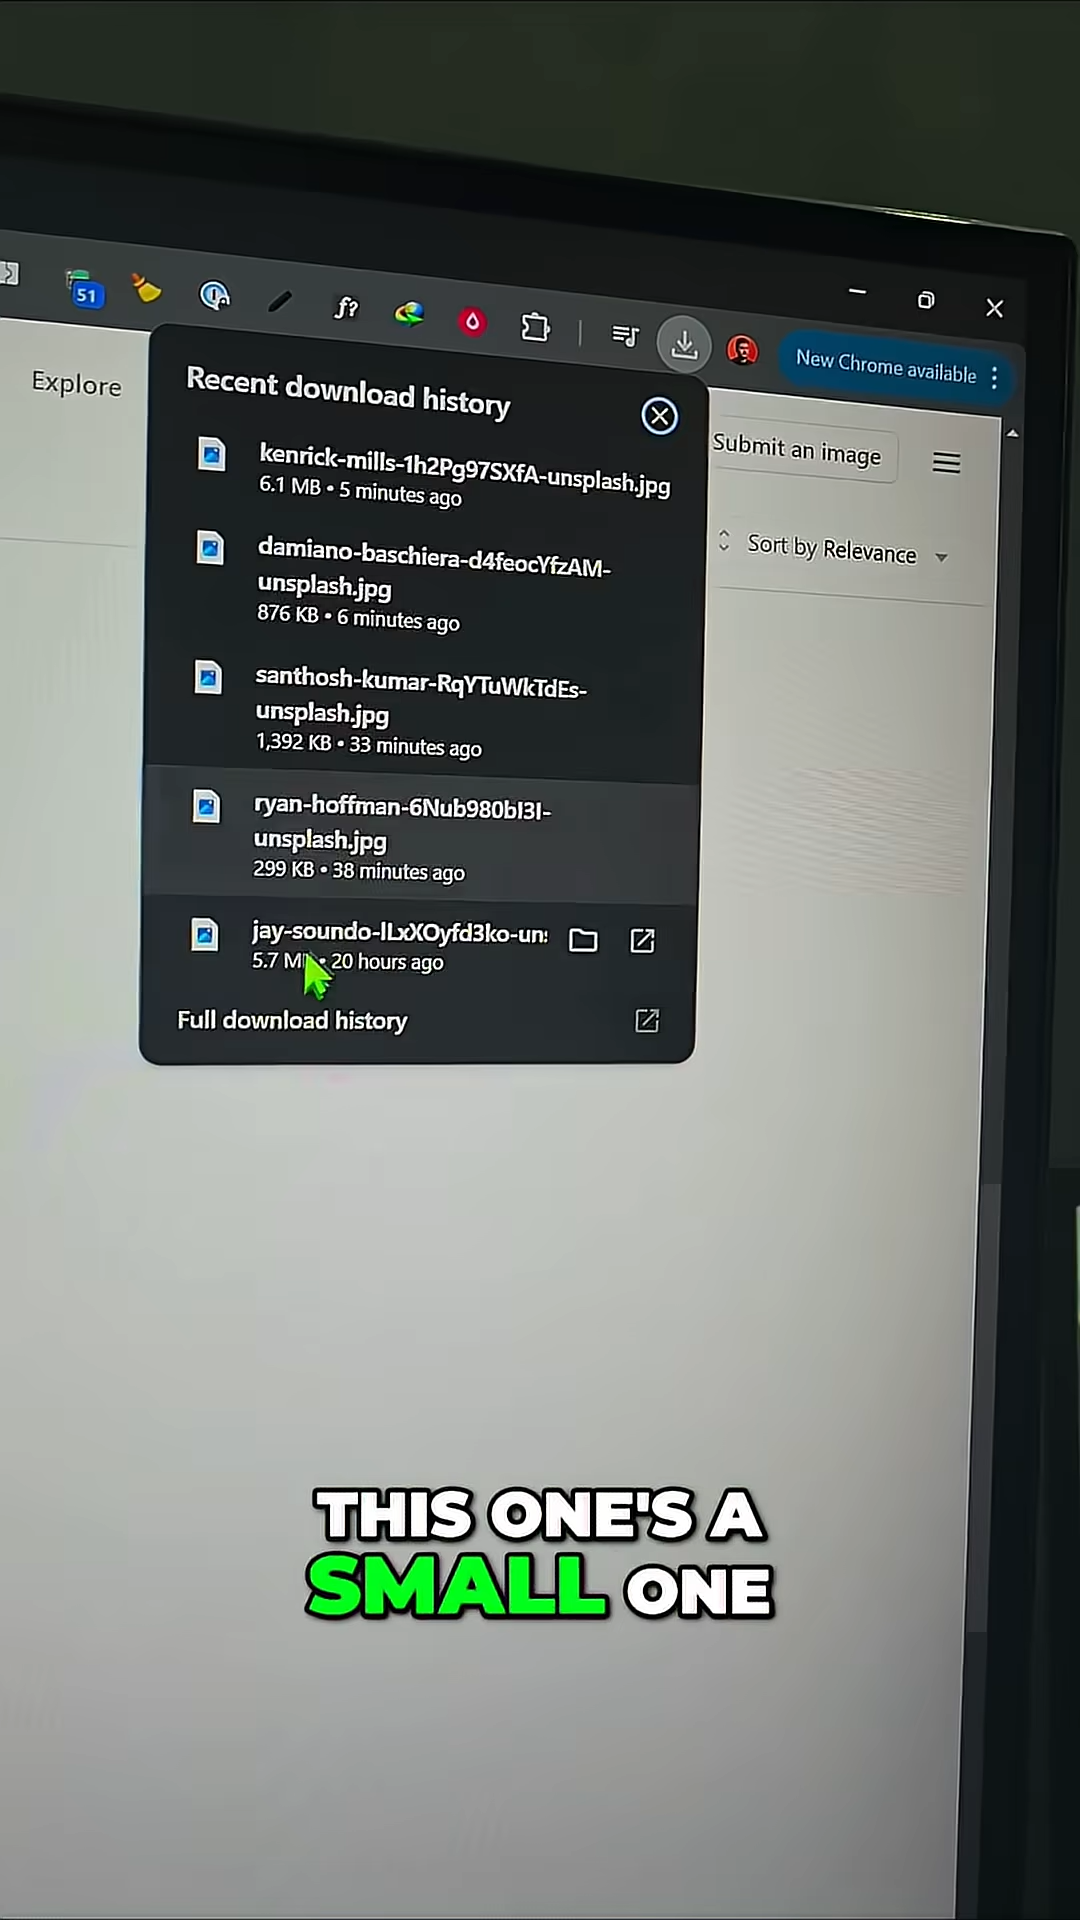 51
f?
New Chrome available
Explore
Recent download history
Submit an image
kenrick-mills-1h2Pg97SXfA-unsplash.jpg
6.1 MB • 5 minutes ago
Sort by Relevance
damiano-baschiera-d4feocYfzAM-
unsplash.jpg
876 KB • 6 minutes ago
santhosh-kumar-RqYTuWkTdEs-
unsplash.jpg
1,392 KB • 33 minutes ago
ryan-hoffman-6Nub980bI3I-
unsplash.jpg
299 KB • 38 minutes ago
jay-soundo-lLxXOyfd3ko-uns
5.7 M • 20 hours ago
Full download history
THIS ONE'S A
SMALL ONE